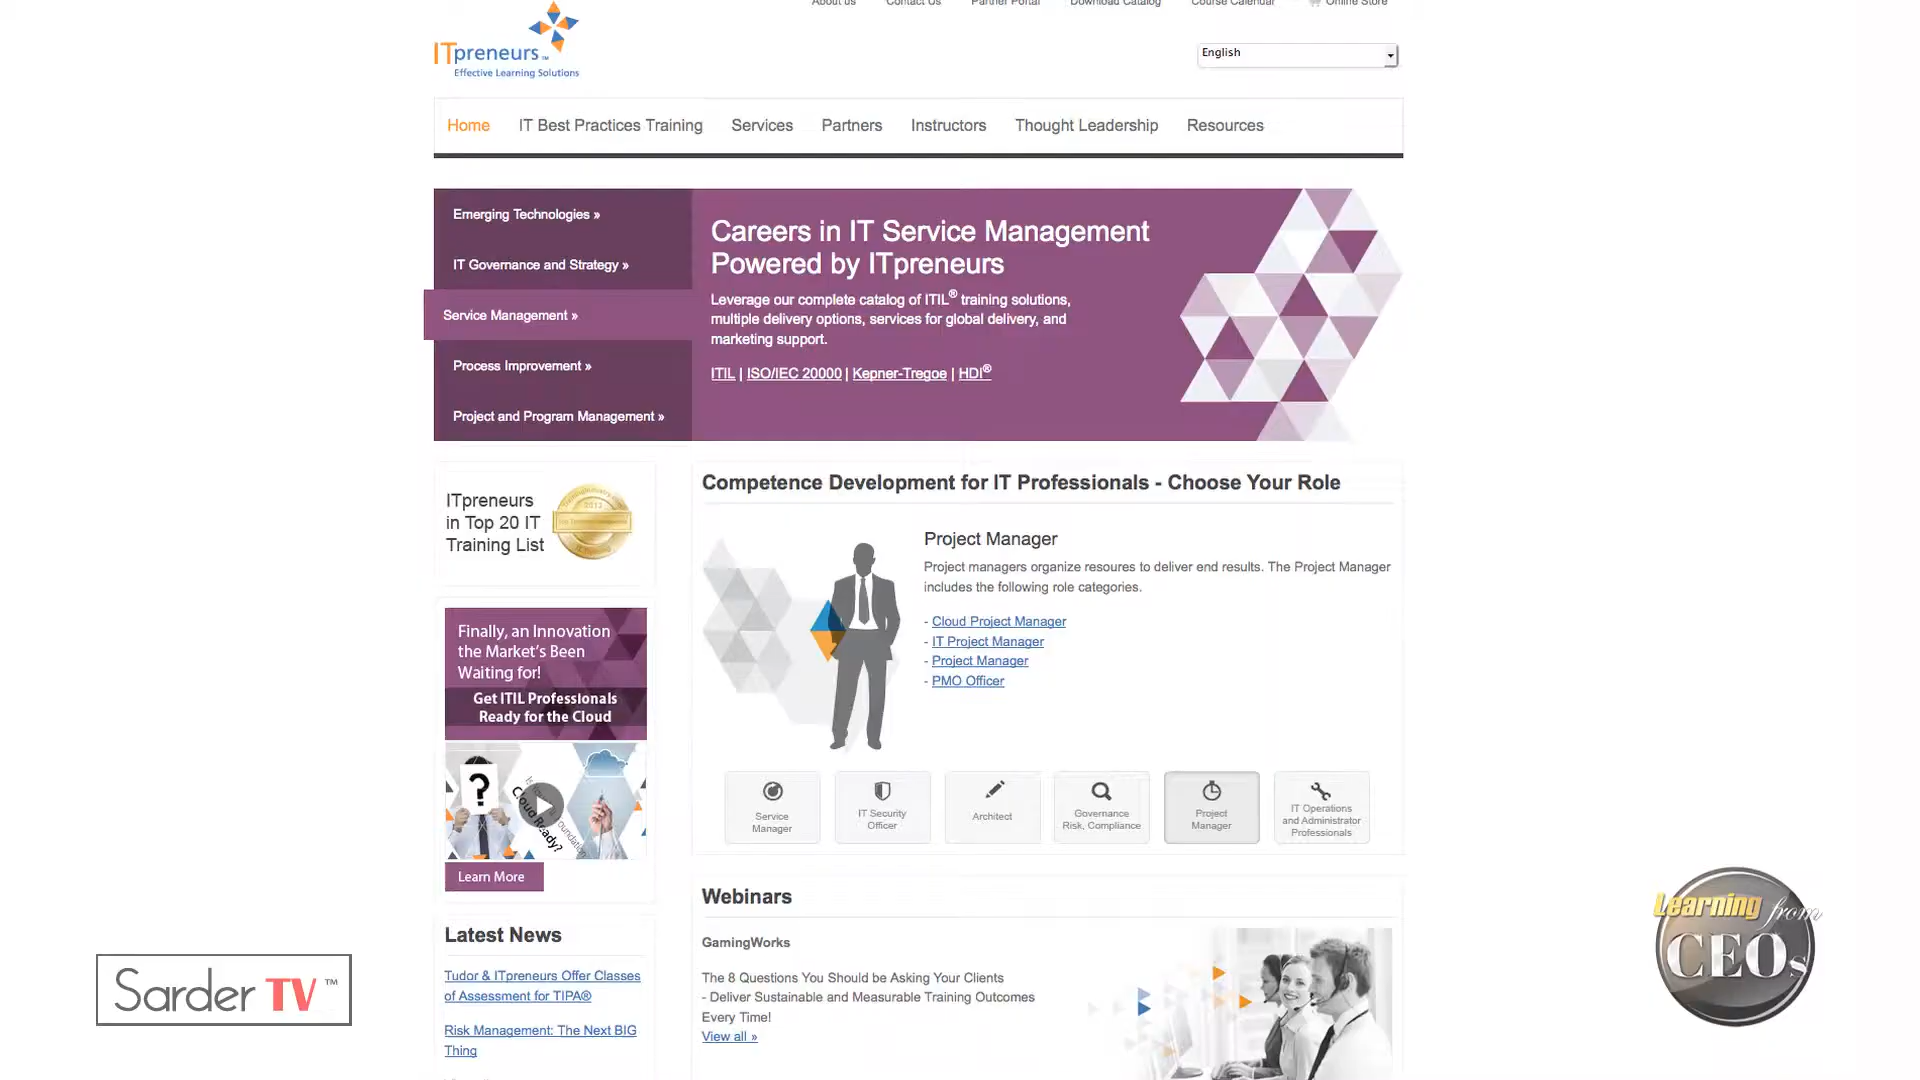 About us Contact Us Partner Portal Download Catalog Course Calendar Online Store
ITpreneurs™
Effective Learning Solutions
English
Home IT Best Practices Training Services Partners Instructors Thought Leadership Resources
Emerging Technologies »
IT Governance and Strategy »
Service Management »
Process Improvement »
Project and Program Management »
Careers in IT Service Management
Powered by ITpreneurs
Leverage our complete catalog of ITIL® training solutions,
multiple delivery options, services for global delivery, and
marketing support.
ITIL | ISO/IEC 20000 | Kepner-Tregoe | HDI®
ITpreneurs
in Top 20 IT
Training List
2013
Finally, an Innovation
the Market's Been
Waiting for!
Get ITIL Professionals
Ready for the Cloud
?
Cloud Ready?
Learn More
Latest News
Tudor & ITpreneurs Offer Classes
of Assessment for TIPA®
Risk Management: The Next BIG
Thing
Competence Development for IT Professionals - Choose Your Role
Project Manager
Project managers organize resoures to deliver end results. The Project Manager
includes the following role categories.
- Cloud Project Manager
- IT Project Manager
- Project Manager
- PMO Officer
Service
Manager
IT Security
Officer
Architect
Governance
Risk, Compliance
Project
Manager
IT Operations
and Administrator
Professionals
Webinars
GamingWorks
The 8 Questions You Should be Asking Your Clients
- Deliver Sustainable and Measurable Training Outcomes
Every Time!
View all »
Sarder TV™
Learning from
CEOs